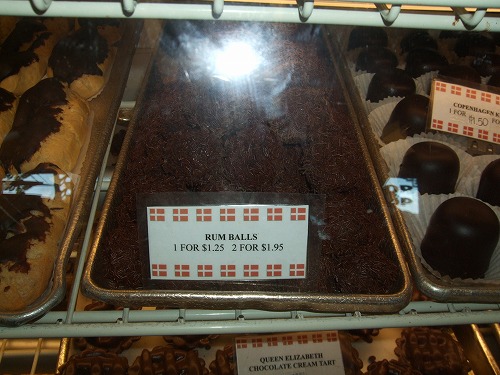 RUM BALLS
1 FOR $1.25 2 FOR $1.95
COPENHAGEN
1 FOR $1.50
QUEEN ELIZABETH
CHOCOLATE CREAM TART